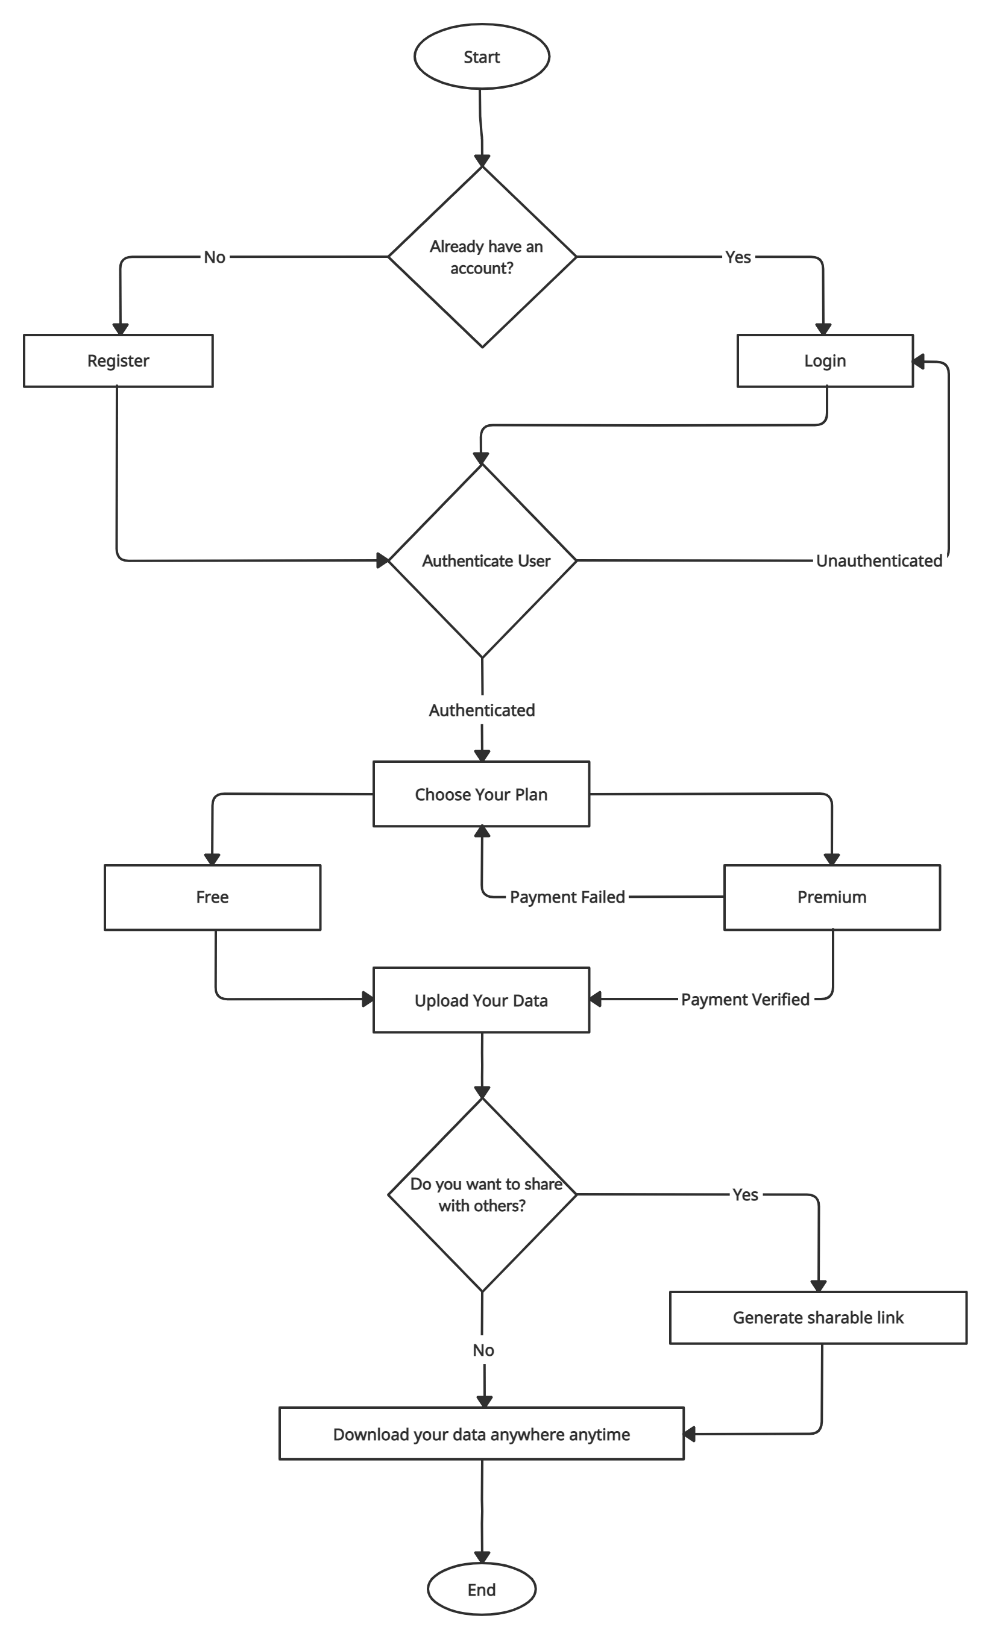 Start
Already have an
account?
No
Yes
Register
Login
Authenticate User
Unauthenticated
Authenticated
Choose Your Plan
Free
Payment Failed
Premium
Upload Your Data
Payment Verified
Do you want to share
with others?
Yes
Generate sharable link
No
Download your data anywhere anytime
End